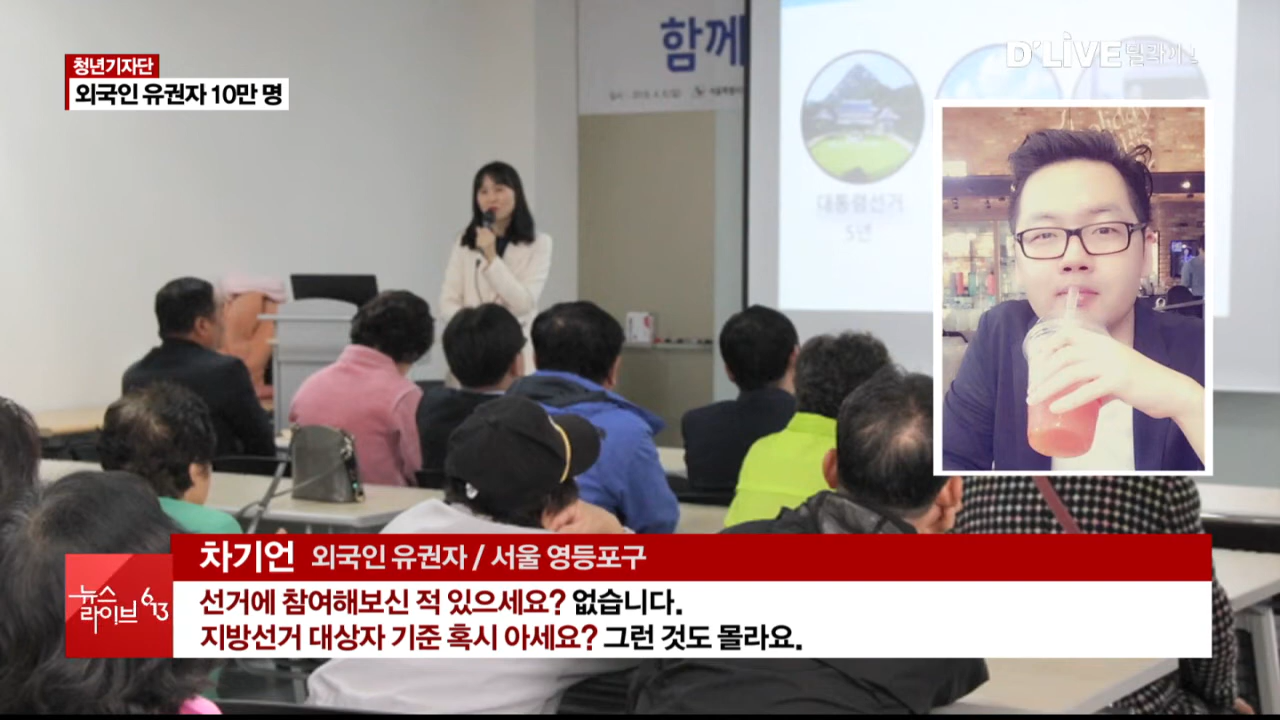 청년기자단
외국인 유권자 10만 명
함께
D'LIVE 딜라이브
대통령선거
5년
차기언 외국인 유권자 / 서울 영등포구
선거에 참여해보신 적 있으세요? 없습니다.
지방선거 대상자 기준 혹시 아세요? 그런 것도 몰라요.
뉴스
라이브 6.13